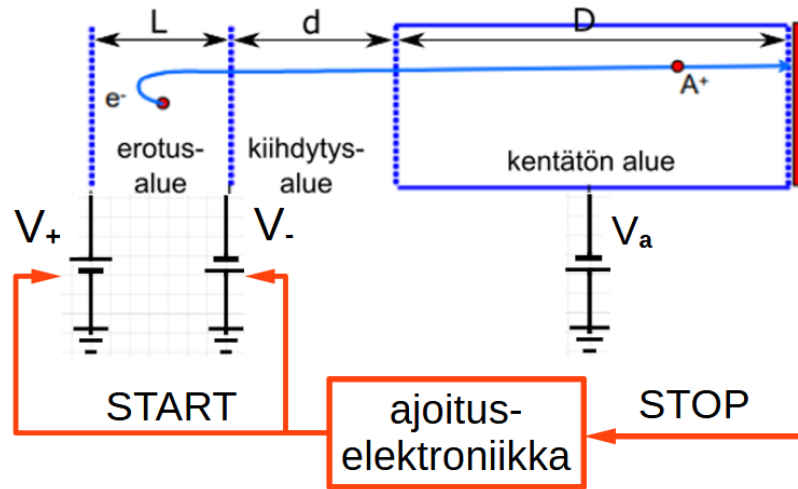 L
d
D
e-
A+
erotus-
alue
kiihdytys-
alue
kentätön alue
V+
V-
Va
START
ajoitus-
elektroniikka
STOP